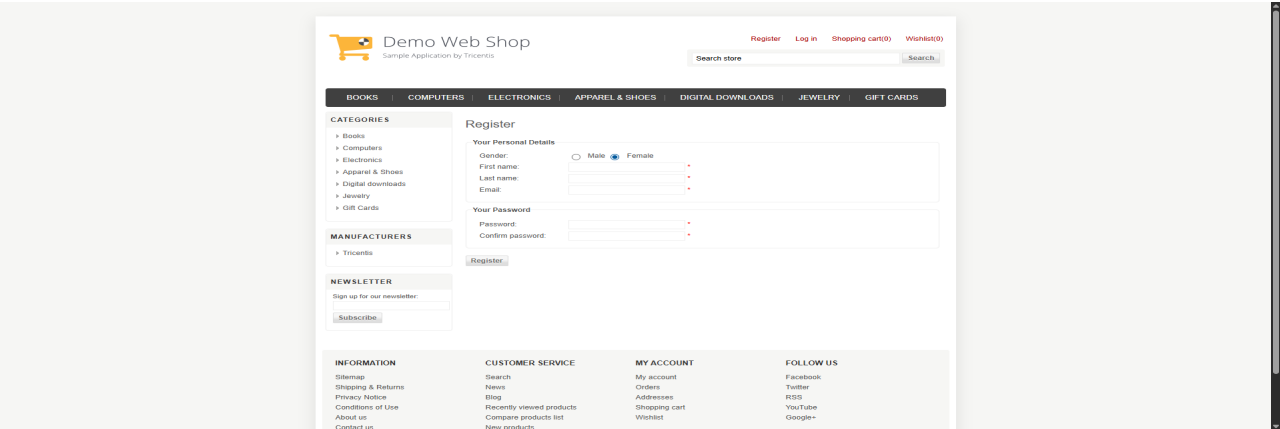 Demo Web Shop
Sample Application by Tricentis
Register Log in Shopping cart(0) Wishlist(0)
Search store Search
BOOKS | COMPUTERS | ELECTRONICS | APPAREL & SHOES | DIGITAL DOWNLOADS | JEWELRY | GIFT CARDS
CATEGORIES
Books
Computers
Electronics
Apparel & Shoes
Digital downloads
Jewelry
Gift Cards
MANUFACTURERS
Tricentis
NEWSLETTER
Sign up for our newsletter:
Subscribe
Register
Your Personal Details
Gender: Male Female
First name: *
Last name: *
Email: *
Your Password
Password: *
Confirm password: *
Register
INFORMATION
Sitemap
Shipping & Returns
Privacy Notice
Conditions of Use
About us
Contact us
CUSTOMER SERVICE
Search
News
Blog
Recently viewed products
Compare products list
New products
MY ACCOUNT
My account
Orders
Addresses
Shopping cart
Wishlist
FOLLOW US
Facebook
Twitter
RSS
YouTube
Google+